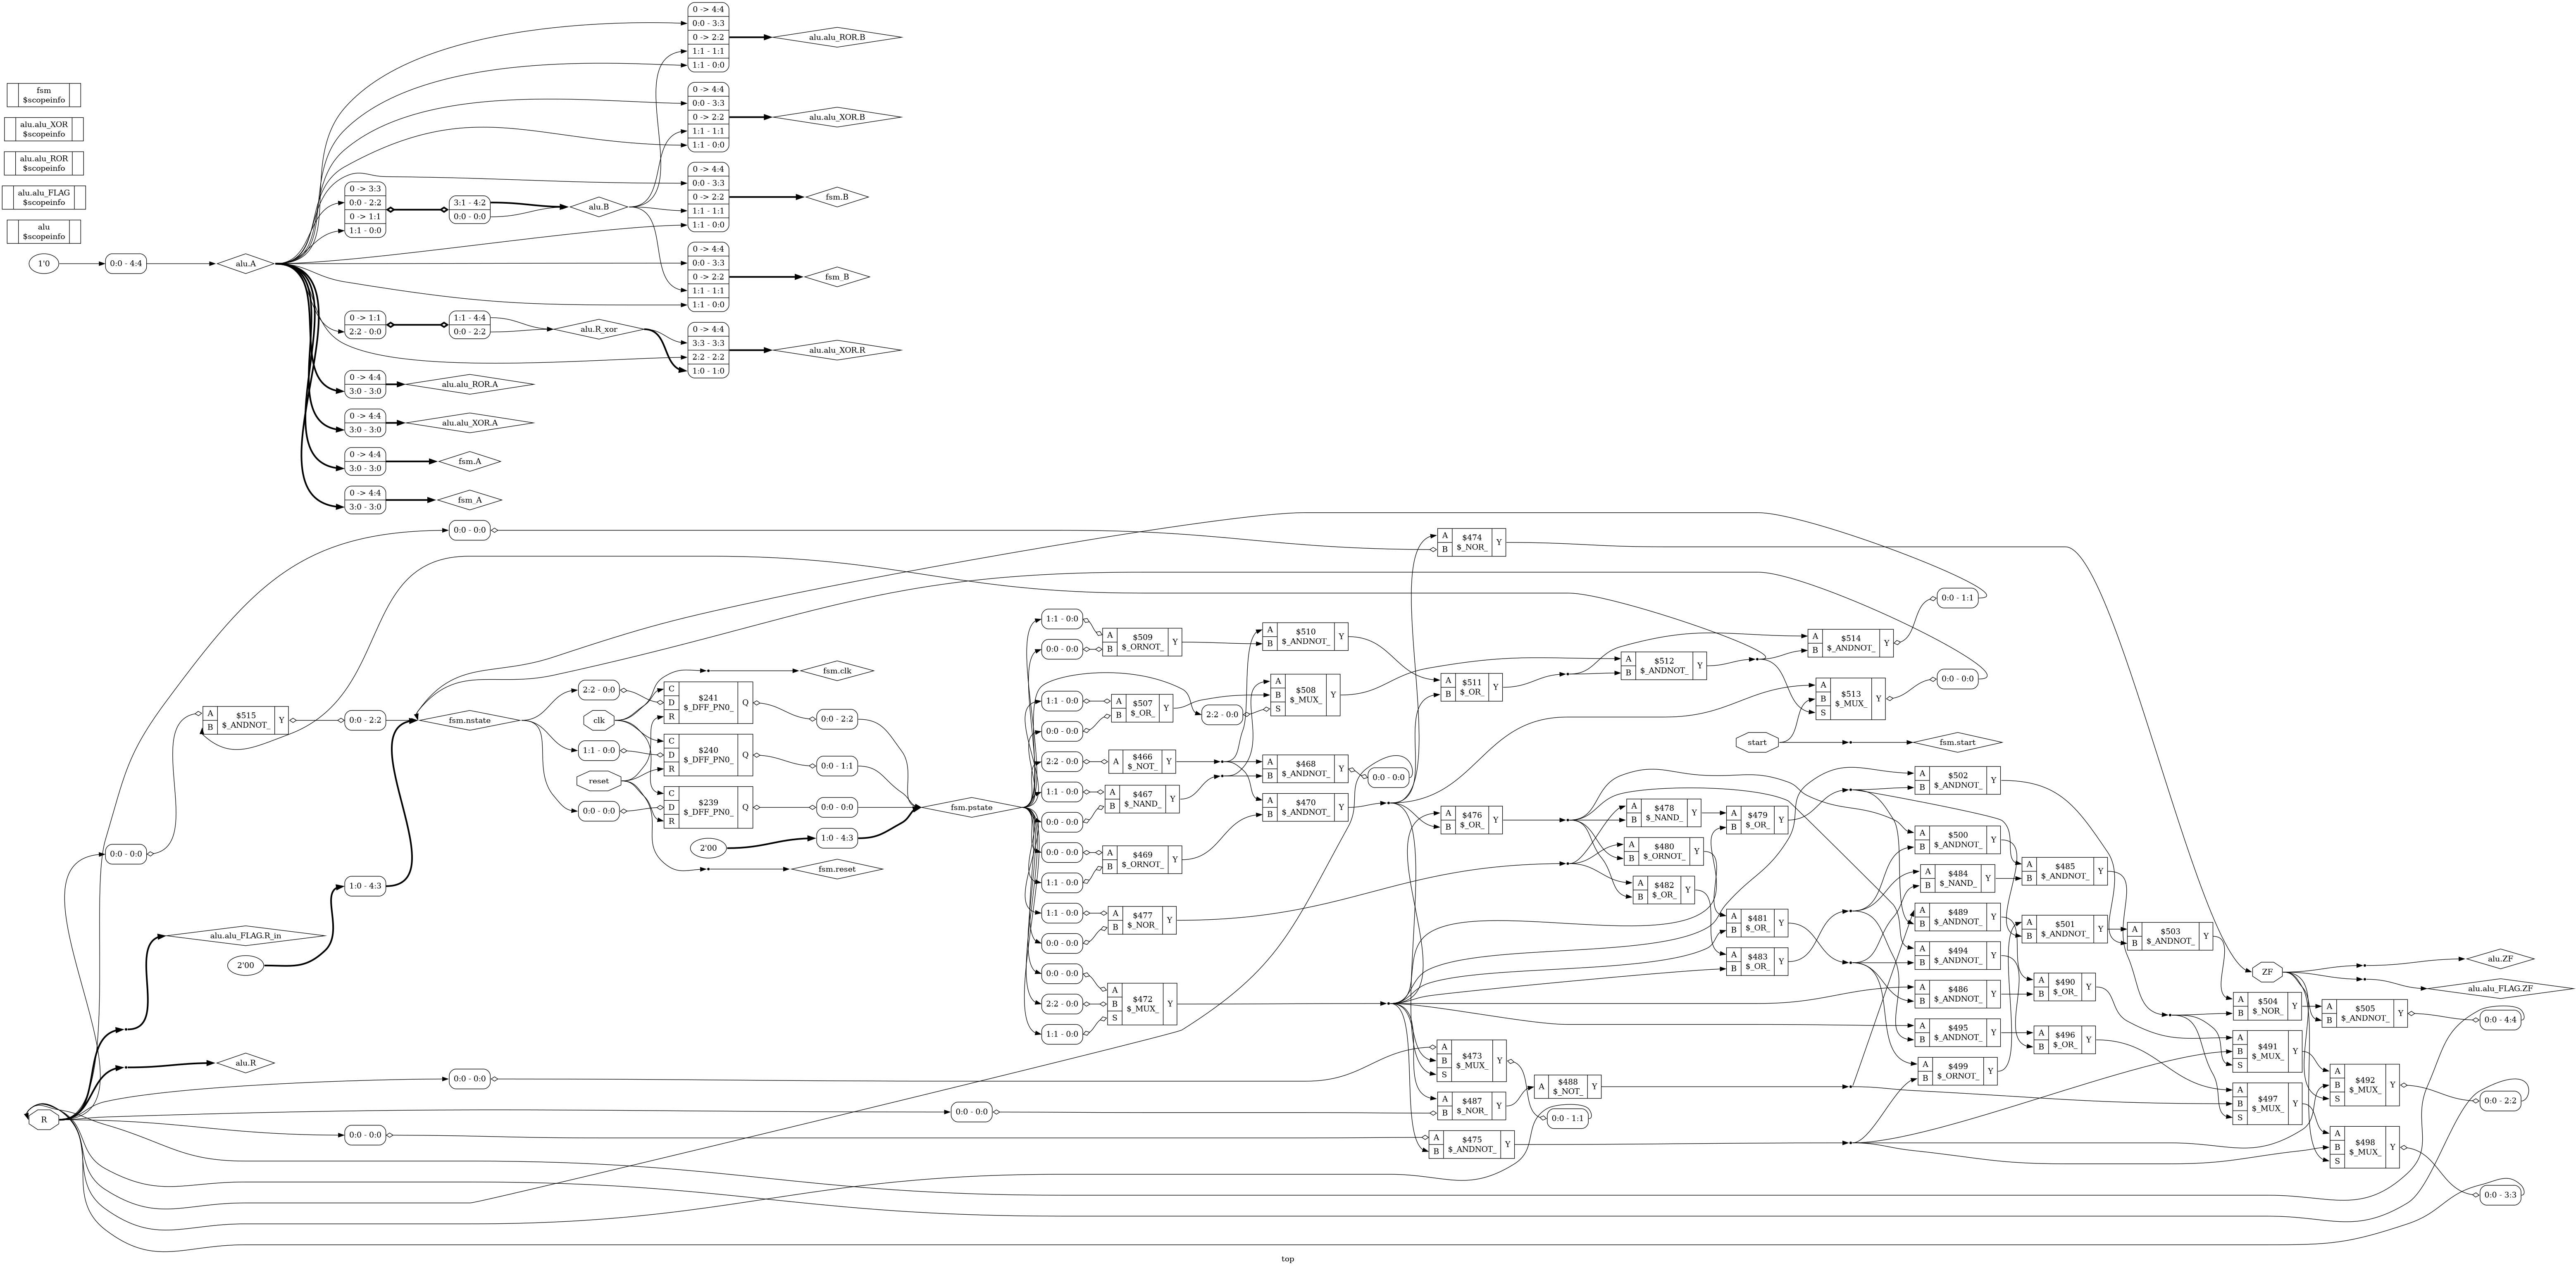 0 -> 4:4
0:0 - 3:3
0 -> 2:2
1:1 - 1:1
1:1 - 0:0
alu.alu_ROR.B
fsm
$scopeinfo
0 -> 4:4
0:0 - 3:3
0 -> 2:2
1:1 - 1:1
1:1 - 0:0
alu.alu_XOR.B
alu.alu_XOR
$scopeinfo
alu.alu_ROR
$scopeinfo
alu.alu_FLAG
$scopeinfo
alu
$scopeinfo
0 -> 3:3
0:0 - 2:2
0 -> 1:1
1:1 - 0:0
3:1 - 4:2
0:0 - 0:0
alu.B
0 -> 4:4
0:0 - 3:3
0 -> 2:2
1:1 - 1:1
1:1 - 0:0
fsm.B
1'0
0:0 - 4:4
alu.A
0 -> 4:4
0:0 - 3:3
0 -> 2:2
1:1 - 1:1
1:1 - 0:0
fsm_B
0 -> 1:1
2:2 - 0:0
1:1 - 4:4
0:0 - 2:2
alu.R_xor
0 -> 4:4
3:3 - 3:3
2:2 - 2:2
1:0 - 1:0
alu.alu_XOR.R
0 -> 4:4
3:0 - 3:0
alu.alu_ROR.A
0 -> 4:4
3:0 - 3:0
alu.alu_XOR.A
0 -> 4:4
3:0 - 3:0
fsm.A
0 -> 4:4
3:0 - 3:0
fsm_A
0:0 - 0:0
A
B
$474
$_NOR_
Y
0:0 - 1:1
1:1 - 0:0
0:0 - 0:0
A
B
$509
$_ORNOT_
Y
A
B
$510
$_ANDNOT_
Y
A
B
$514
$_ANDNOT_
Y
A
B
$512
$_ANDNOT_
Y
0:0 - 0:0
fsm.clk
2:2 - 0:0
C
D
R
$241
$_DFF_PN0_
Q
0:0 - 2:2
1:1 - 0:0
0:0 - 0:0
A
B
$507
$_OR_
Y
2:2 - 0:0
A
B
S
$508
$_MUX_
Y
A
B
$511
$_OR_
Y
A
B
S
$513
$_MUX_
Y
A
B
$515
$_ANDNOT_
Y
0:0 - 2:2
fsm.nstate
clk
start
fsm.start
1:1 - 0:0
C
D
R
$240
$_DFF_PN0_
Q
0:0 - 1:1
2:2 - 0:0
A
$466
$_NOT_
Y
A
B
$468
$_ANDNOT_
Y
0:0 - 0:0
reset
0:0 - 0:0
C
D
R
$239
$_DFF_PN0_
Q
0:0 - 0:0
fsm.pstate
1:1 - 0:0
0:0 - 0:0
A
B
$467
$_NAND_
Y
A
B
$470
$_ANDNOT_
Y
A
B
$502
$_ANDNOT_
Y
2'00
1:0 - 4:3
A
B
$476
$_OR_
Y
A
B
$478
$_NAND_
Y
A
B
$479
$_OR_
Y
A
B
$500
$_ANDNOT_
Y
0:0 - 0:0
0:0 - 0:0
1:1 - 0:0
A
B
$469
$_ORNOT_
Y
A
B
$480
$_ORNOT_
Y
fsm.reset
1:0 - 4:3
A
B
$482
$_OR_
Y
A
B
$484
$_NAND_
Y
A
B
$485
$_ANDNOT_
Y
1:1 - 0:0
0:0 - 0:0
A
B
$477
$_NOR_
Y
A
B
$481
$_OR_
Y
A
B
$489
$_ANDNOT_
Y
A
B
$501
$_ANDNOT_
Y
A
B
$503
$_ANDNOT_
Y
alu.alu_FLAG.R_in
2'00
A
B
$483
$_OR_
Y
A
B
$494
$_ANDNOT_
Y
alu.ZF
ZF
alu.alu_FLAG.ZF
0:0 - 0:0
2:2 - 0:0
1:1 - 0:0
A
B
S
$472
$_MUX_
Y
A
B
$486
$_ANDNOT_
Y
A
B
$490
$_OR_
Y
A
B
$504
$_NOR_
Y
A
B
$505
$_ANDNOT_
Y
0:0 - 4:4
A
B
$495
$_ANDNOT_
Y
A
B
$496
$_OR_
Y
alu.R
0:0 - 0:0
A
B
S
$473
$_MUX_
Y
A
B
$499
$_ORNOT_
Y
A
B
S
$491
$_MUX_
Y
A
$488
$_NOT_
Y
A
B
S
$492
$_MUX_
Y
0:0 - 2:2
R
0:0 - 0:0
A
B
$487
$_NOR_
Y
0:0 - 1:1
A
B
S
$497
$_MUX_
Y
0:0 - 0:0
A
B
$475
$_ANDNOT_
Y
A
B
S
$498
$_MUX_
Y
0:0 - 3:3
top